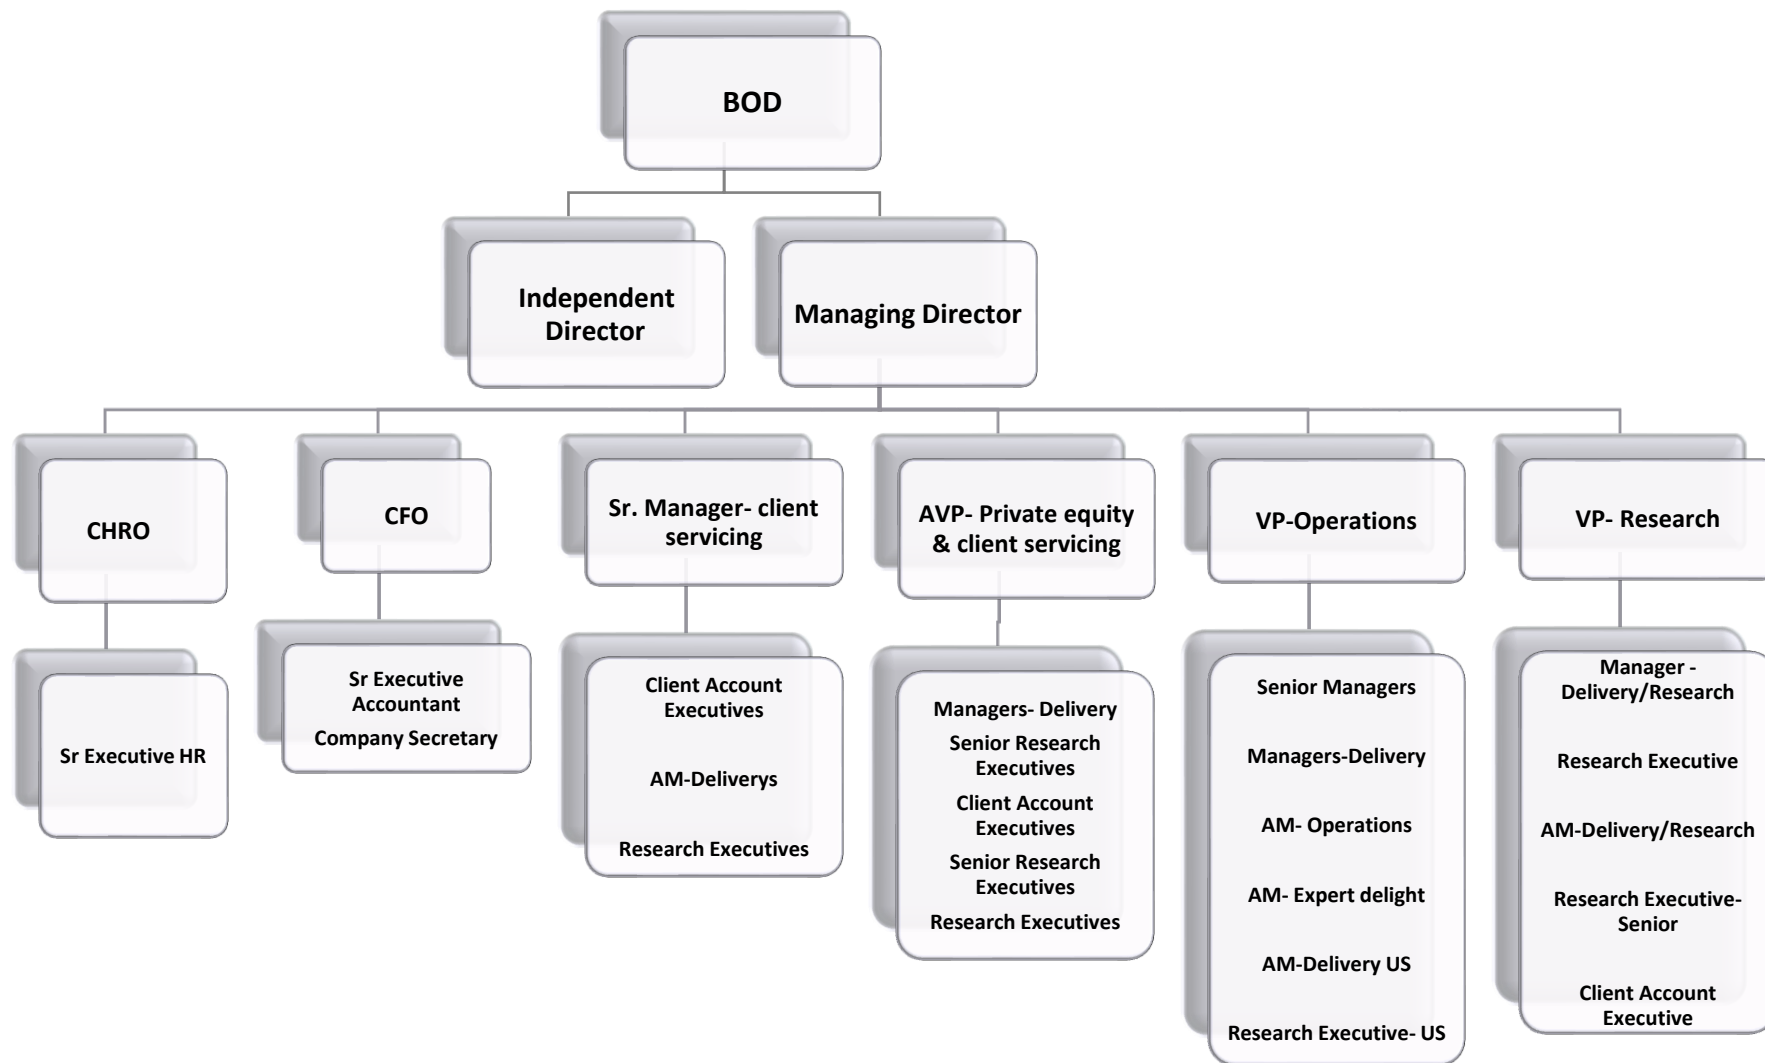 BOD
Independent
Director
Managing Director
CHRO
CFO
Sr. Manager- client
servicing
AVP- Private equity
& client servicing
VP-Operations
VP- Research
Sr Executive HR
Sr Executive
Accountant
Company Secretary
Client Account
Executives
AM-Deliverys
Research Executives
Managers- Delivery
Senior Research
Executives
Client Account
Executives
Senior Research
Executives
Research Executives
Senior Managers
Managers-Delivery
AM- Operations
AM- Expert delight
AM-Delivery US
Research Executive- US
Manager -
Delivery/Research
Research Executive
AM-Delivery/Research
Research Executive-
Senior
Client Account
Executive